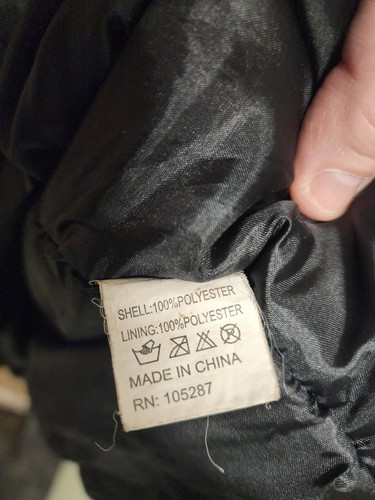 SHELL:100%POLYESTER
LINING:100%POLYESTER
MADE IN CHINA
RN: 105287